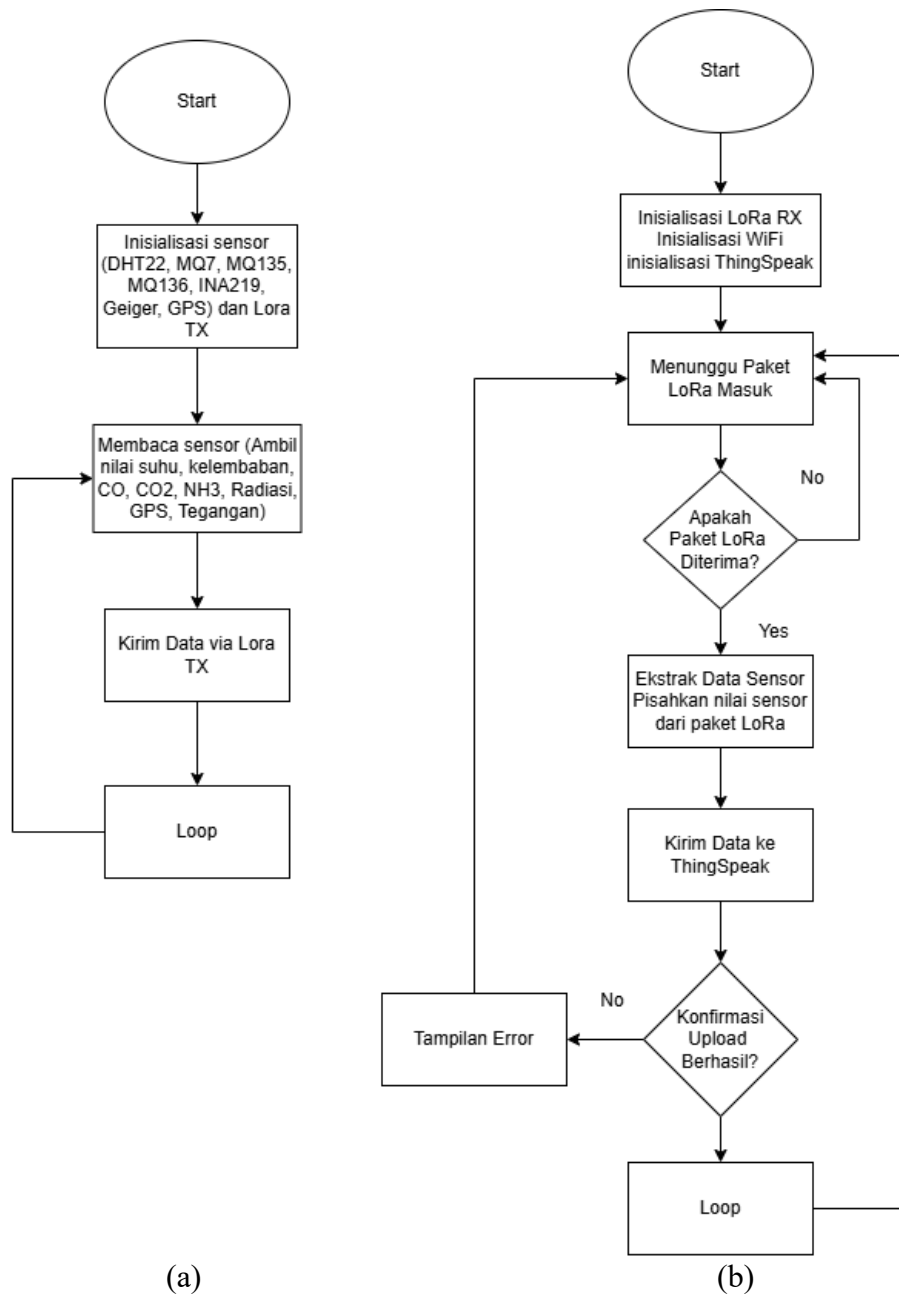 Start
Inisialisasi sensor
(DHT22, MQ7, MQ135,
MQ136, INA219,
Geiger, GPS) dan Lora
TX
Membaca sensor (Ambil
nilai suhu, kelembaban,
CO, CO2, NH3, Radiasi,
GPS, Tegangan)
Kirim Data via Lora
TX
Loop
(a)
Start
Inisialisasi LoRa RX
Inisialisasi WiFi
inisialisasi ThingSpeak
Menunggu Paket
LoRa Masuk
No
Apakah
Paket LoRa
Diterima?
Yes
Ekstrak Data Sensor
Pisahkan nilai sensor
dari paket LoRa
Kirim Data ke
ThingSpeak
No
Konfirmasi
Upload
Berhasil?
Tampilan Error
Loop
(b)